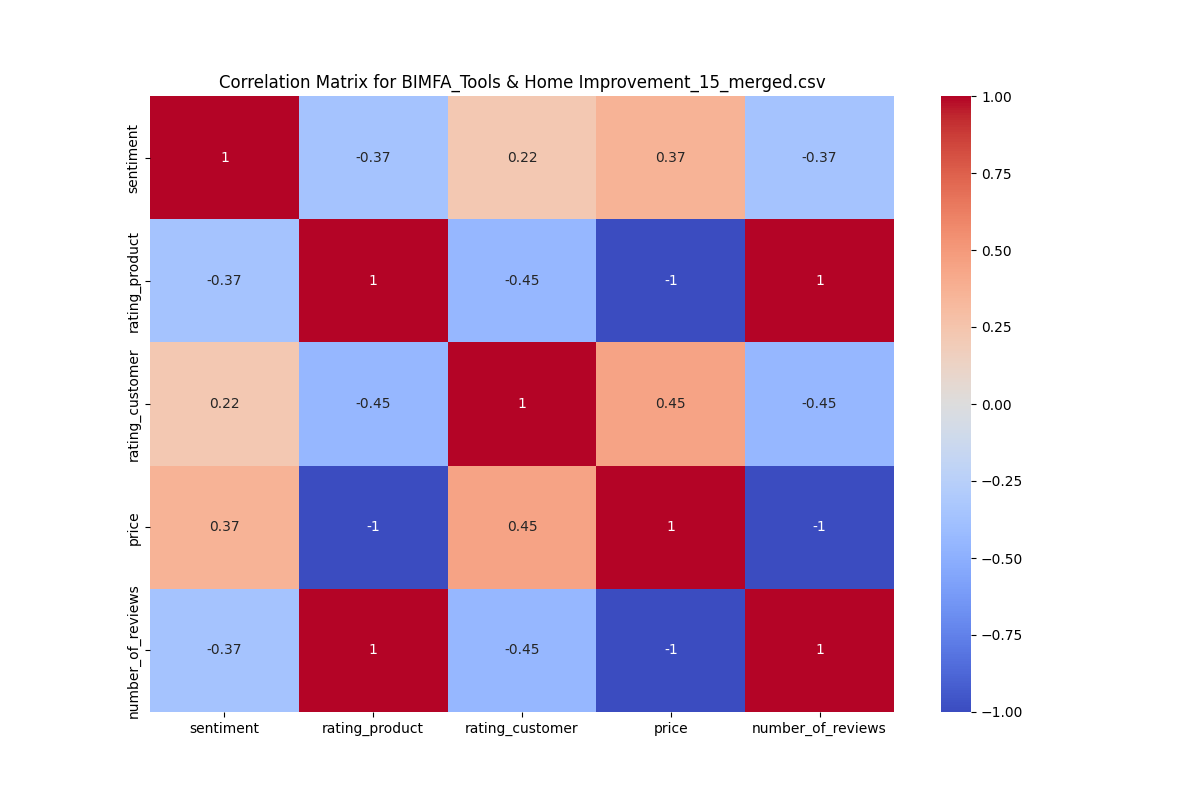 Correlation Matrix for BIMFA_Tools & Home Improvement_15_merged.csv
sentiment 1 -0.37 0.22 0.37 -0.37
rating_product -0.37 1 -0.45 -1 1
rating_customer 0.22 -0.45 1 0.45 -0.45
price 0.37 -1 0.45 1 -1
number_of_reviews -0.37 1 -0.45 -1 1
sentiment rating_product rating_customer price number_of_reviews
1.00
0.75
0.50
0.25
0.00
−0.25
−0.50
−0.75
−1.00